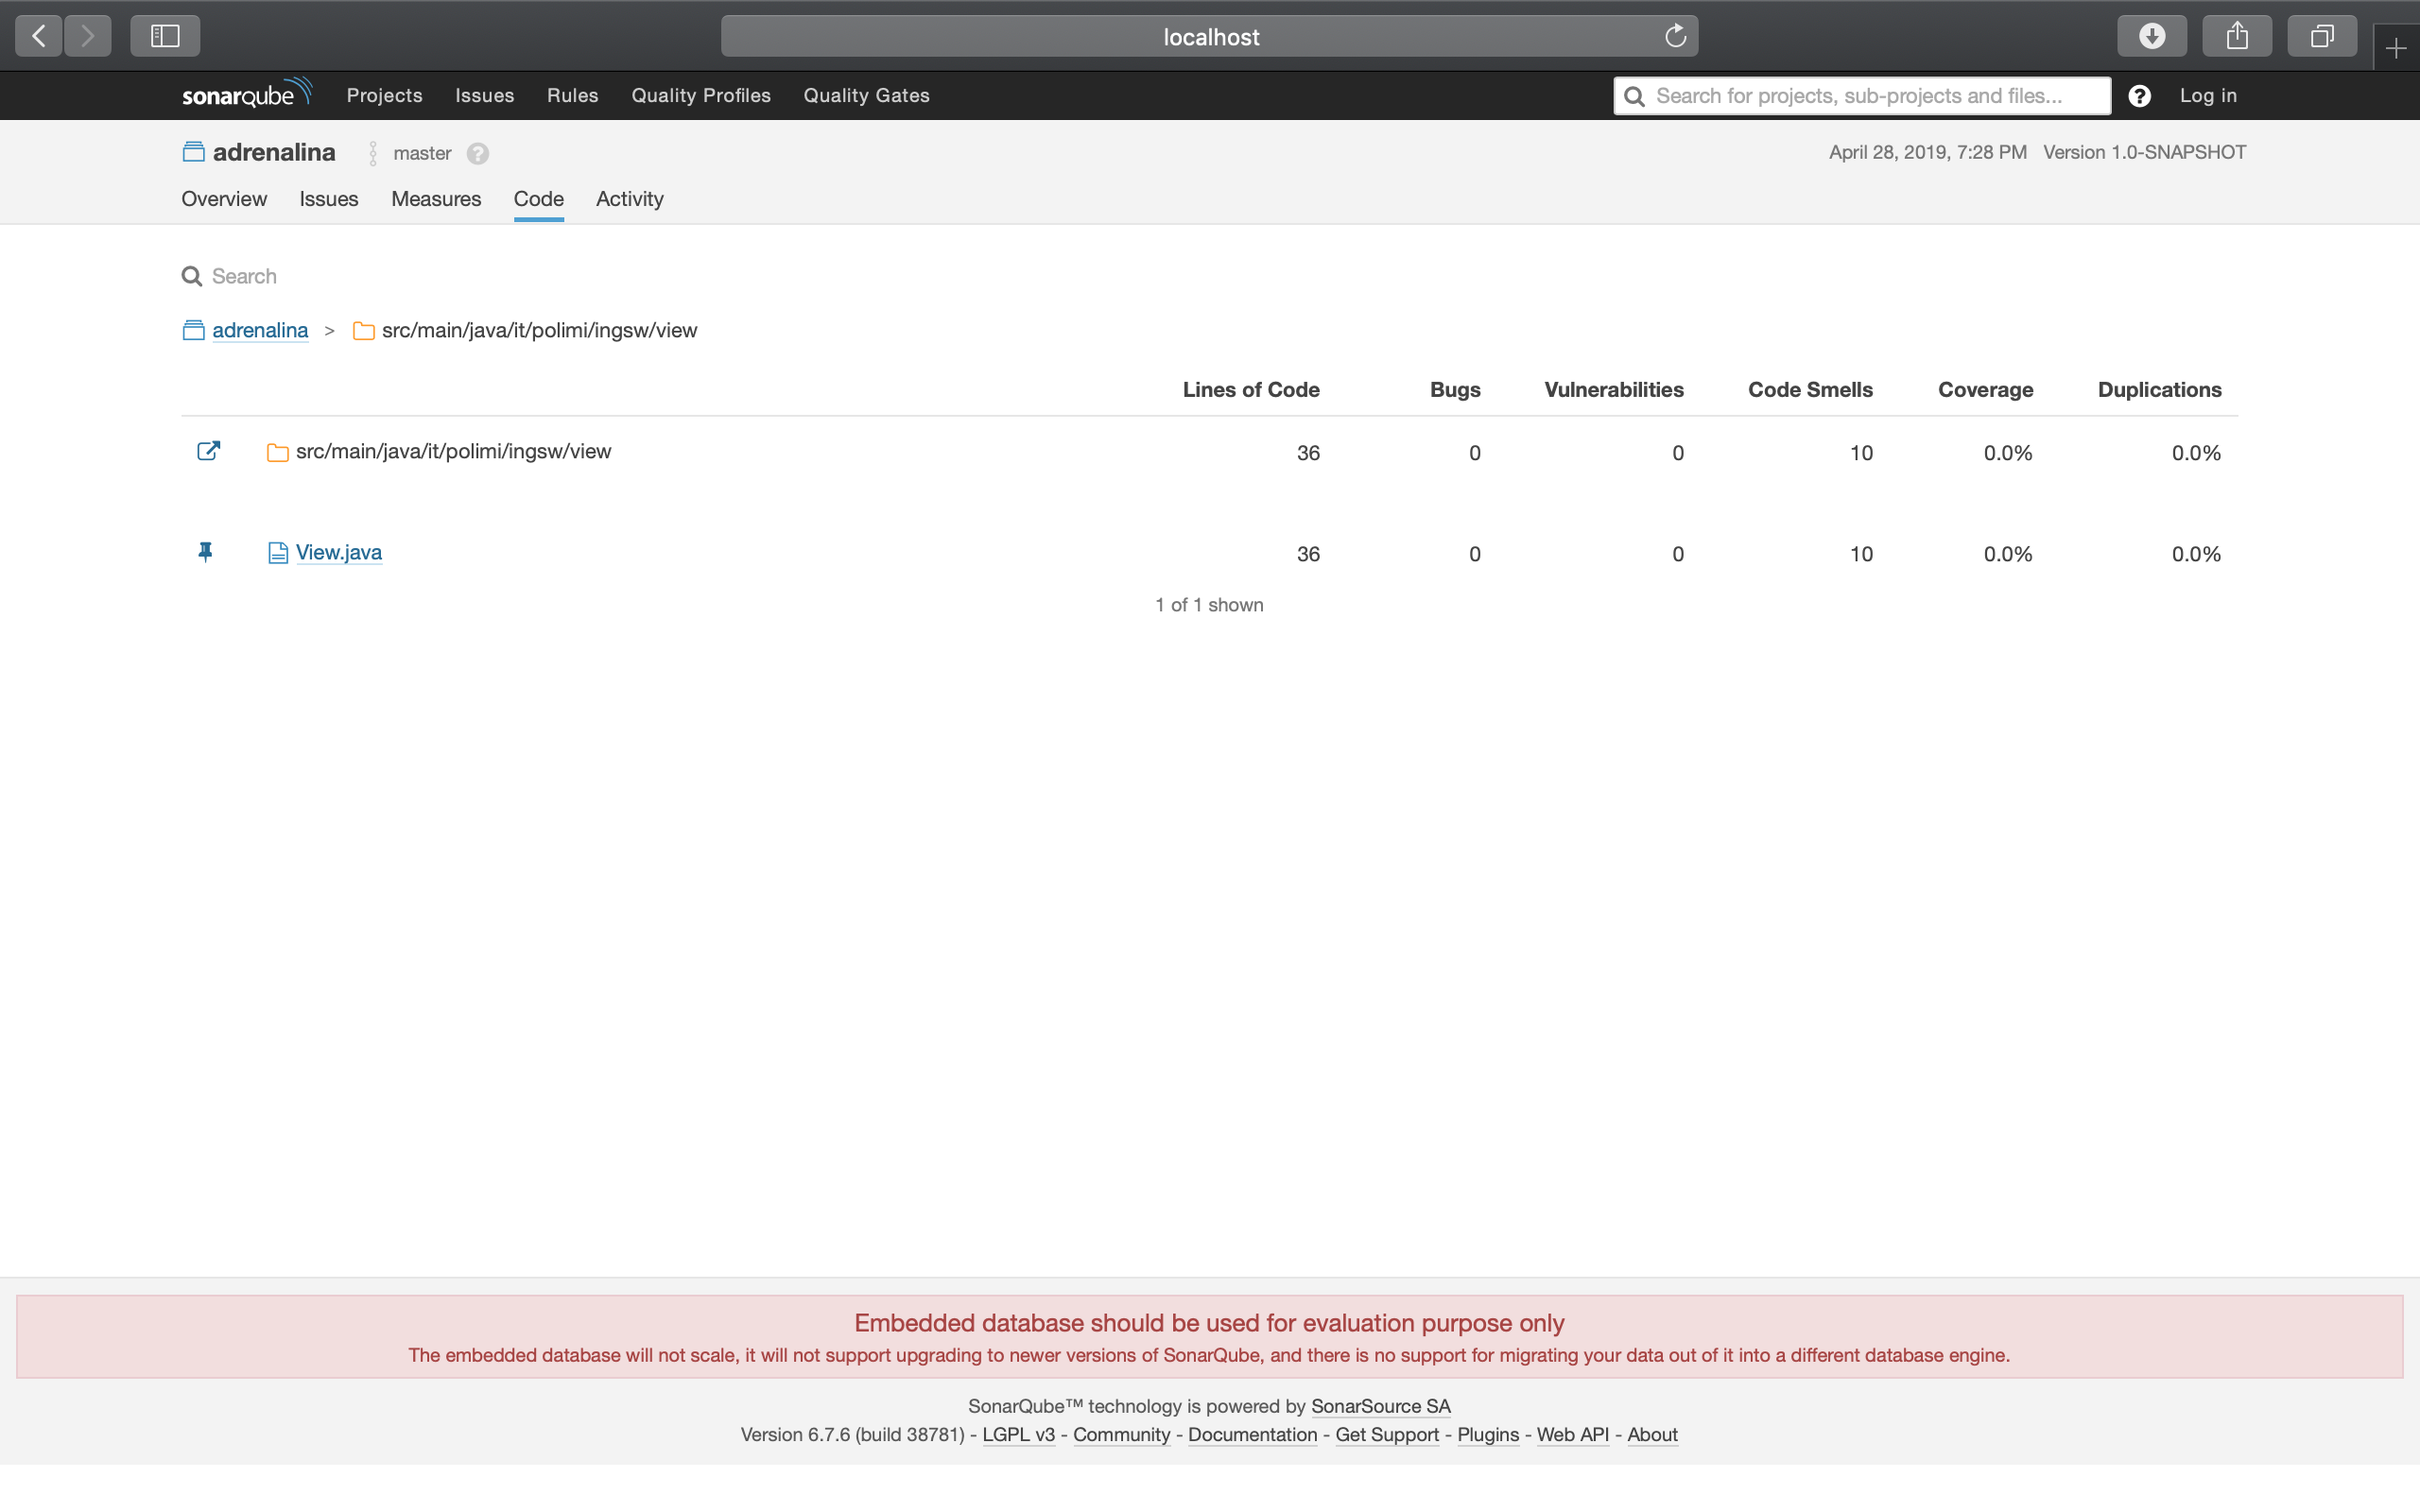 localhost
sonarqube Projects Issues Rules Quality Profiles Quality Gates Search for projects, sub-projects and files... Log in
adrenalina master April 28, 2019, 7:28 PM Version 1.0-SNAPSHOT
Overview Issues Measures Code Activity
Search
adrenalina > src/main/java/it/polimi/ingsw/view
Lines of Code Bugs Vulnerabilities Code Smells Coverage Duplications
src/main/java/it/polimi/ingsw/view 36 0 0 10 0.0% 0.0%
View.java 36 0 0 10 0.0% 0.0%
1 of 1 shown
Embedded database should be used for evaluation purpose only
The embedded database will not scale, it will not support upgrading to newer versions of SonarQube, and there is no support for migrating your data out of it into a different database engine.
SonarQube™ technology is powered by SonarSource SA
Version 6.7.6 (build 38781) - LGPL v3 - Community - Documentation - Get Support - Plugins - Web API - About